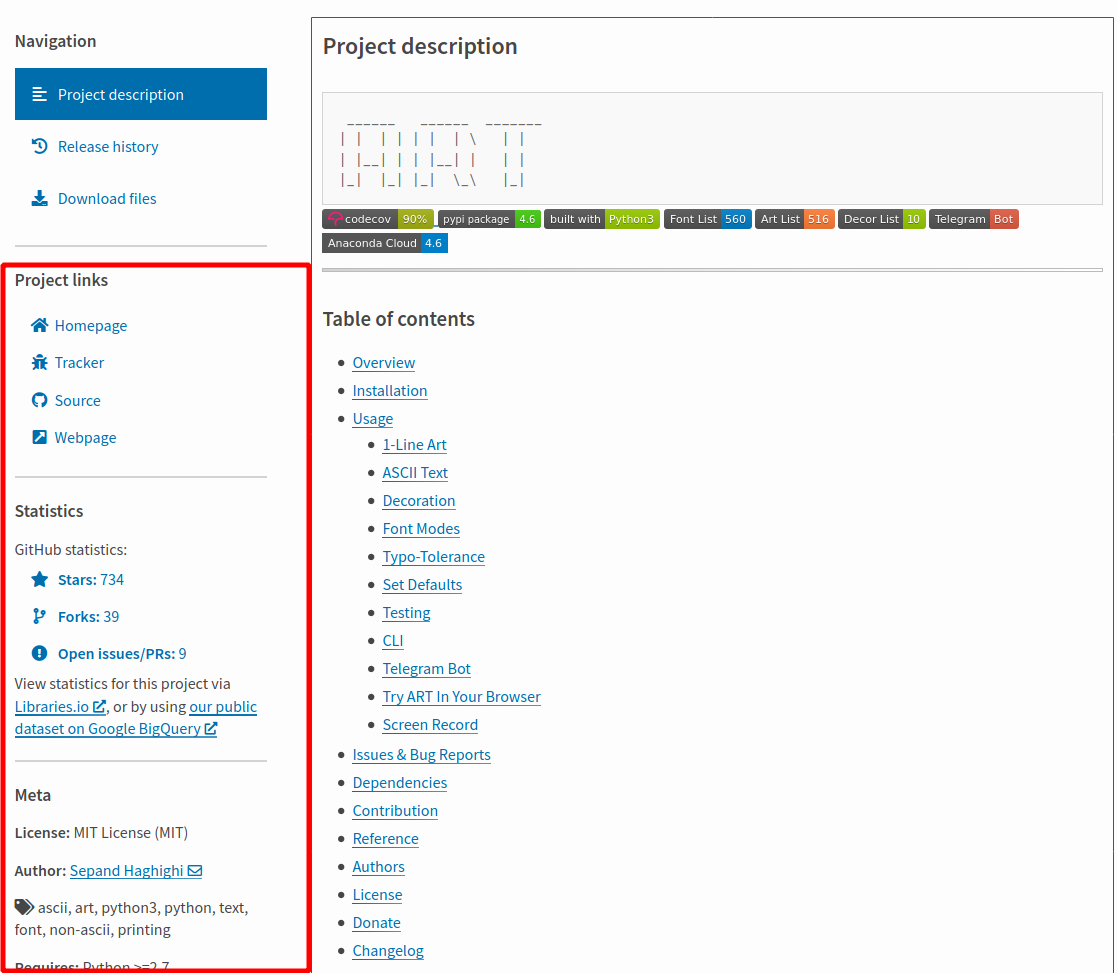 Navigation
Project description
Release history
Download files
Project links
Homepage
Tracker
Source
Webpage
Statistics
GitHub statistics:
Stars: 734
Forks: 39
Open issues/PRs: 9
View statistics for this project via
Libraries.io, or by using our public
dataset on Google BigQuery
Meta
License: MIT License (MIT)
Author: Sepand Haghighi
ascii, art, python3, python, text,
font, non-ascii, printing
Requires: Python >=2.7
Project description
 ______   ______  _______
| |  | | | |  | \   | |
| |__| | | |__| |   | |
|_|  |_| |_|  \_\   |_|
codecov 90% pypi package 4.6 built with Python3 Font List 560 Art List 516 Decor List 10 Telegram Bot
Anaconda Cloud 4.6
Table of contents
Overview
Installation
Usage
1-Line Art
ASCII Text
Decoration
Font Modes
Typo-Tolerance
Set Defaults
Testing
CLI
Telegram Bot
Try ART In Your Browser
Screen Record
Issues & Bug Reports
Dependencies
Contribution
Reference
Authors
License
Donate
Changelog